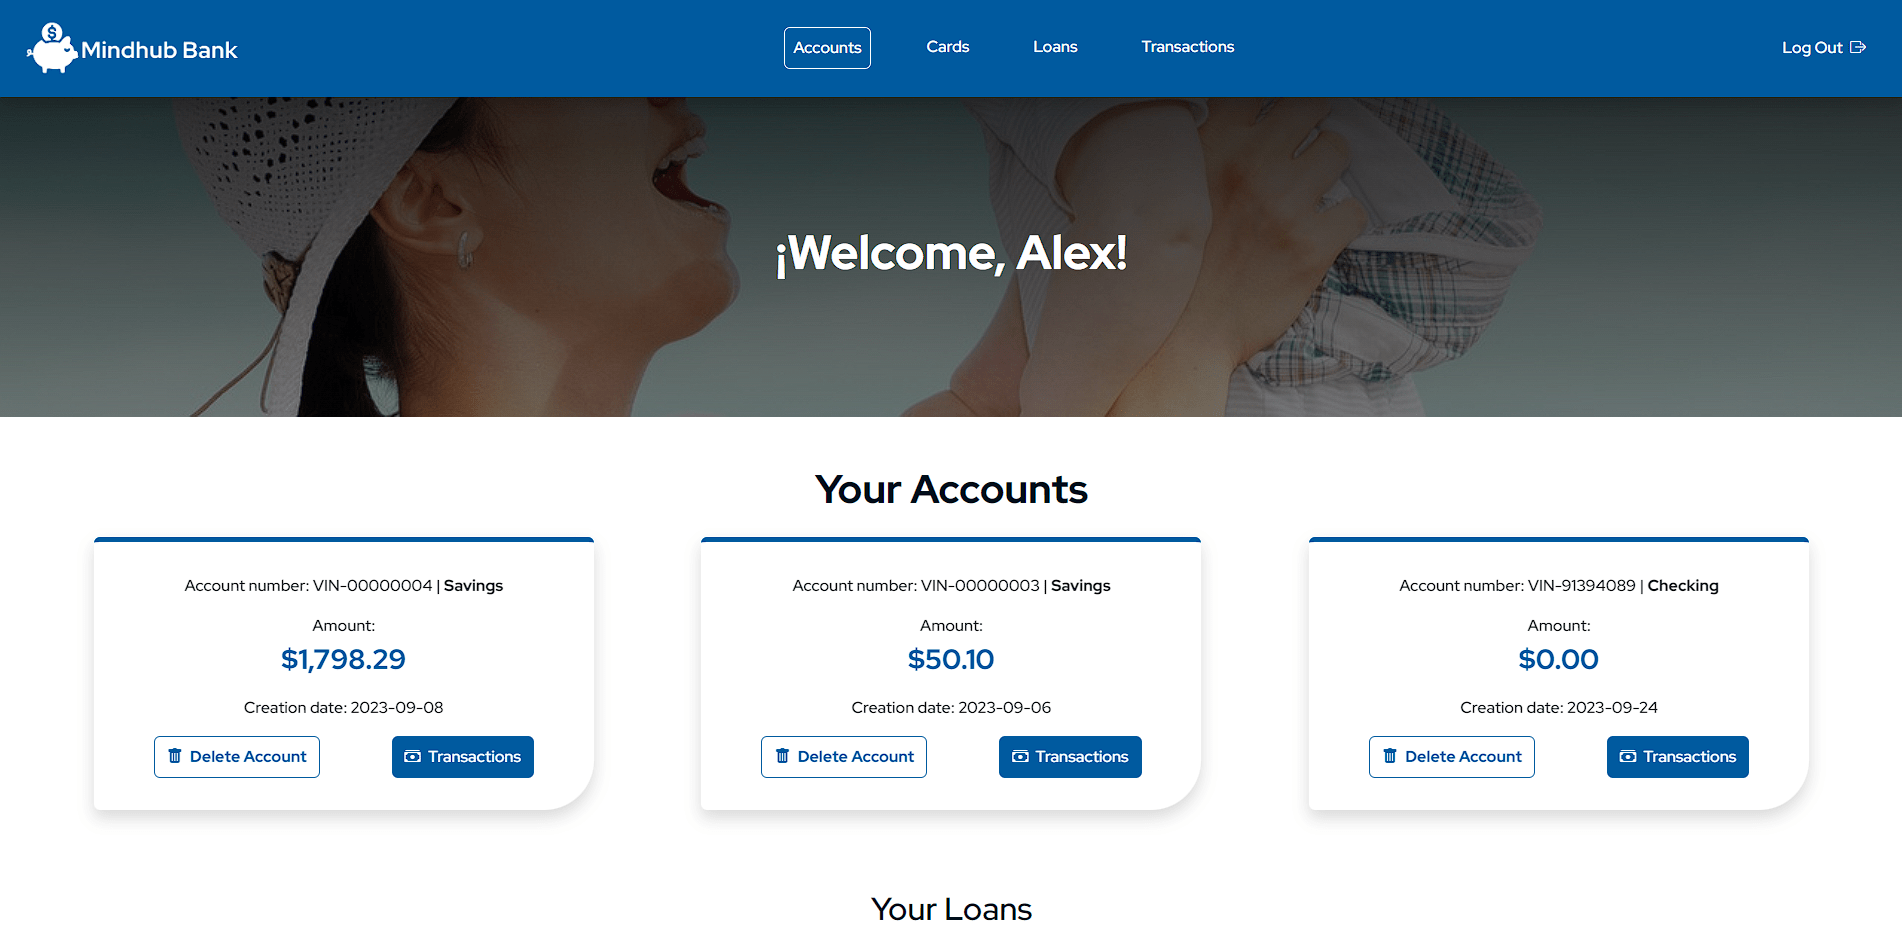 Mindhub Bank
Accounts
Cards
Loans
Transactions
Log Out
¡Welcome, Alex!
Your Accounts
Account number: VIN-00000004 | Savings
Amount:
$1,798.29
Creation date: 2023-09-08
Delete Account
Transactions
Account number: VIN-00000003 | Savings
Amount:
$50.10
Creation date: 2023-09-06
Delete Account
Transactions
Account number: VIN-91394089 | Checking
Amount:
$0.00
Creation date: 2023-09-24
Delete Account
Transactions
Your Loans